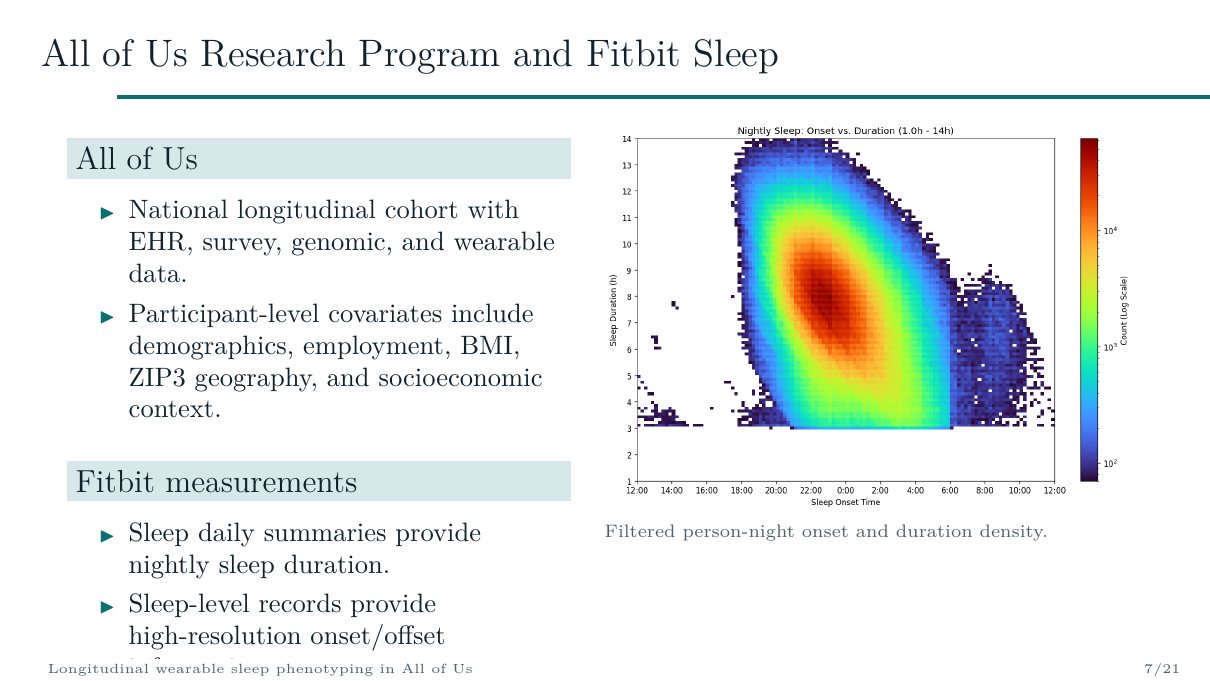 All of Us Research Program and Fitbit Sleep
All of Us
▶ National longitudinal cohort with
EHR, survey, genomic, and wearable
data.
▶ Participant-level covariates include
demographics, employment, BMI,
ZIP3 geography, and socioeconomic
context.
Fitbit measurements
▶ Sleep daily summaries provide
nightly sleep duration.
▶ Sleep-level records provide
high-resolution onset/offset
Nightly Sleep: Onset vs. Duration (1.0h - 14h)
Sleep Duration (h)
14
13
12
11
10
9
8
7
6
5
4
3
2
1
12:00 14:00 16:00 18:00 20:00 22:00 0:00 2:00 4:00 6:00 8:00 10:00 12:00
Sleep Onset Time
10⁴
10³
10²
Count (Log Scale)
Filtered person-night onset and duration density.
Longitudinal wearable sleep phenotyping in All of Us
7/21